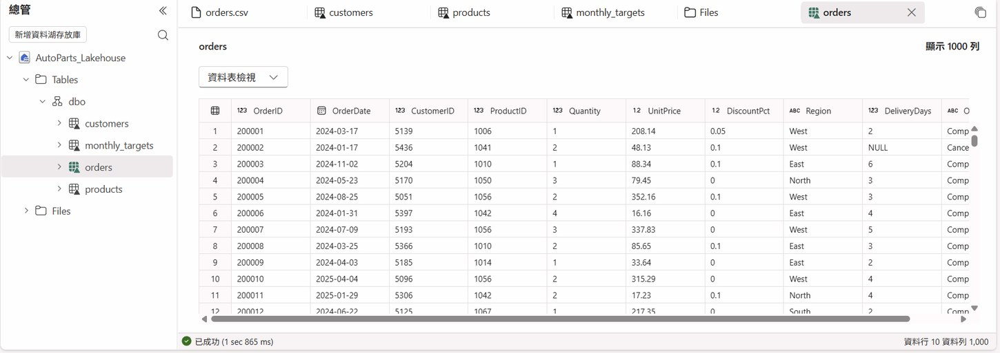 總管
新增資料湖存放庫
AutoParts_Lakehouse
Tables
dbo
customers
monthly_targets
orders
products
Files
orders.csv customers products monthly_targets Files orders
orders 顯示 1000 列
資料表檢視
123 OrderID OrderDate 123 CustomerID 123 ProductID 123 Quantity 1.2 UnitPrice 1.2 DiscountPct ABC Region 123 DeliveryDays ABC O
1 200001 2024-03-17 5139 1006 1 208.14 0.05 West 2 Comp
2 200002 2024-01-17 5436 1041 2 48.13 0.1 West NULL Cance
3 200003 2024-11-02 5204 1010 1 88.34 0.1 East 6 Comp
4 200004 2024-05-23 5170 1050 3 79.45 0 North 3 Comp
5 200005 2024-08-25 5051 1056 2 352.16 0.1 West 3 Comp
6 200006 2024-01-31 5397 1042 4 16.16 0 East 4 Comp
7 200007 2024-07-09 5193 1056 3 337.83 0 West 5 Comp
8 200008 2024-03-25 5366 1010 2 85.65 0.1 East 3 Comp
9 200009 2024-04-03 5185 1014 1 33.64 0 East 2 Comp
10 200010 2025-04-04 5096 1056 2 315.29 0 West 4 Comp
11 200011 2025-01-29 5306 1042 2 17.23 0.1 North 4 Comp
12 200012 2024-06-22 5125 1067 1 217.35 0 South 2 Comp
已成功 (1 sec 865 ms) 資料行 10 資料列 1,000